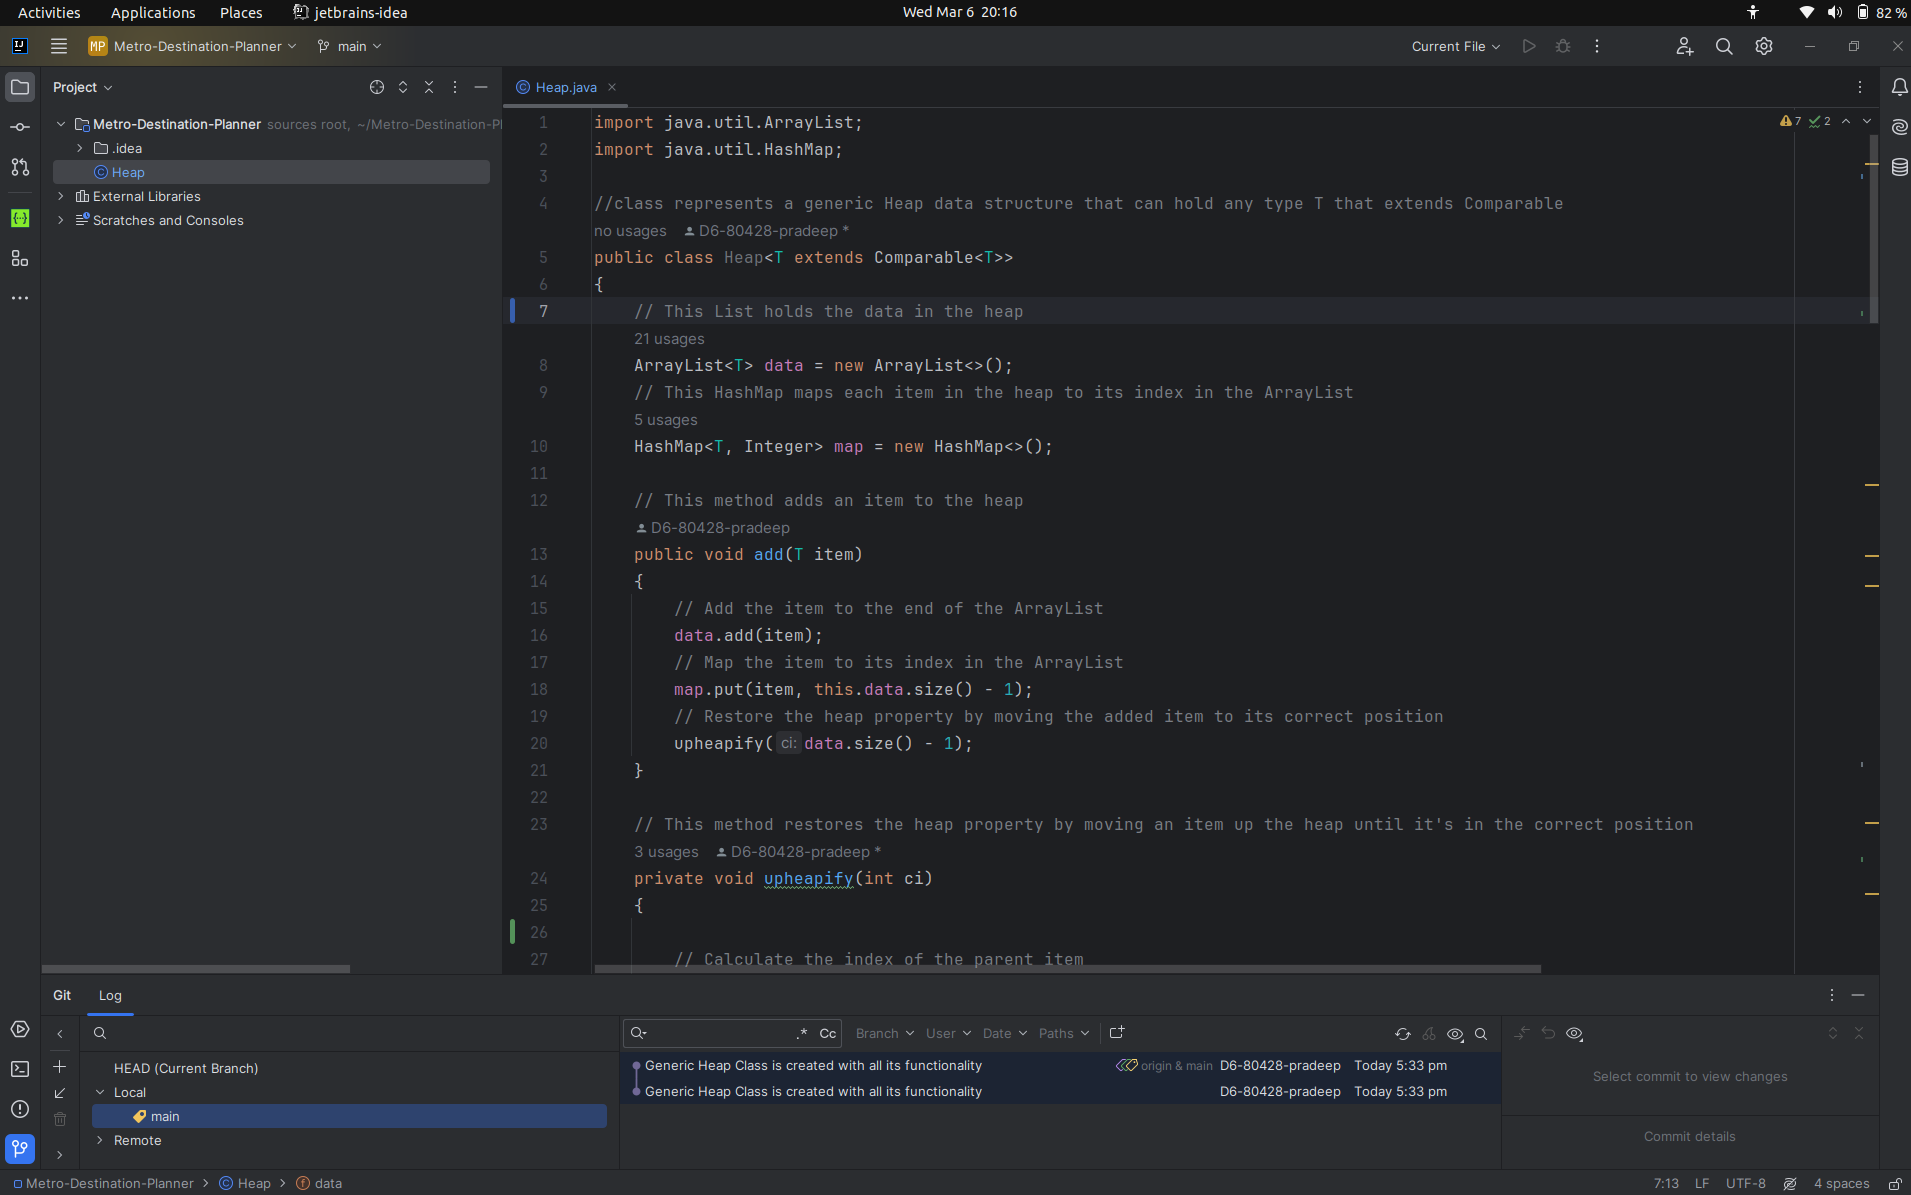 Activities Applications Places jetbrains-idea Wed Mar 6 20:16 82 %
MP Metro-Destination-Planner main Current File
Project
Metro-Destination-Planner sources root, ~/Metro-Destination-Pl
.idea
Heap
External Libraries
Scratches and Consoles
Heap.java
7 2
1 import java.util.ArrayList;
2 import java.util.HashMap;
3
4 //class represents a generic Heap data structure that can hold any type T that extends Comparable
no usages D6-80428-pradeep *
5 public class Heap<T extends Comparable<T>>
6 {
7 // This List holds the data in the heap
21 usages
8 ArrayList<T> data = new ArrayList<>();
9 // This HashMap maps each item in the heap to its index in the ArrayList
5 usages
10 HashMap<T, Integer> map = new HashMap<>();
11
12 // This method adds an item to the heap
D6-80428-pradeep
13 public void add(T item)
14 {
15 // Add the item to the end of the ArrayList
16 data.add(item);
17 // Map the item to its index in the ArrayList
18 map.put(item, this.data.size() - 1);
19 // Restore the heap property by moving the added item to its correct position
20 upheapify( ci: data.size() - 1);
21 }
22
23 // This method restores the heap property by moving an item up the heap until it's in the correct position
3 usages D6-80428-pradeep *
24 private void upheapify(int ci)
25 {
26
27 // Calculate the index of the parent item
Git Log
HEAD (Current Branch)
Local
main
Remote
.* Cc Branch User Date Paths
Generic Heap Class is created with all its functionality origin & main D6-80428-pradeep Today 5:33 pm
Generic Heap Class is created with all its functionality D6-80428-pradeep Today 5:33 pm
Select commit to view changes
Commit details
Metro-Destination-Planner > Heap > data 7:13 LF UTF-8 4 spaces